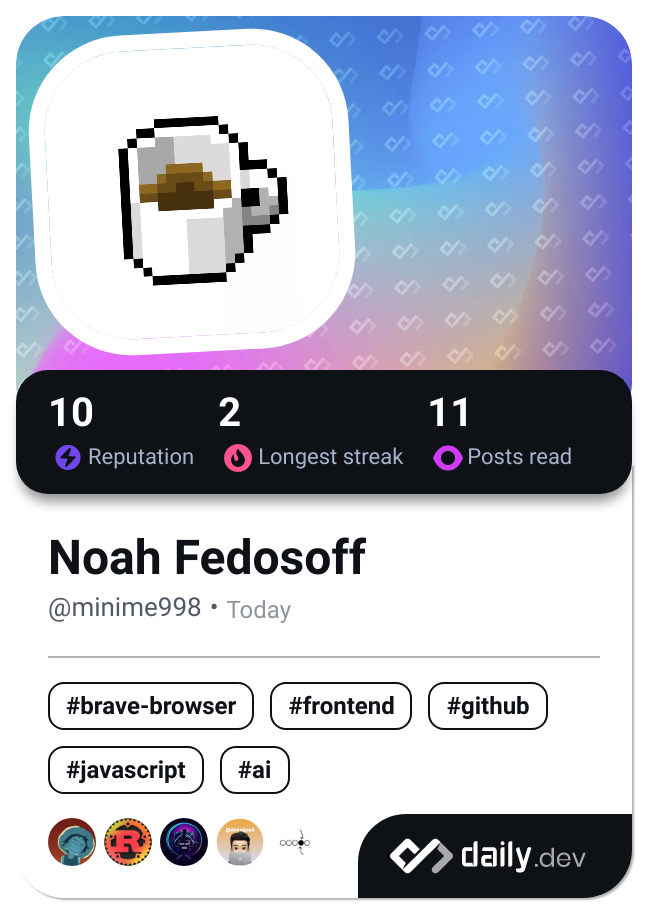 10 2 11
Reputation Longest streak Posts read
Noah Fedosoff
@minime998 • Today
#brave-browser #frontend #github
#javascript #ai
R
daily.dev